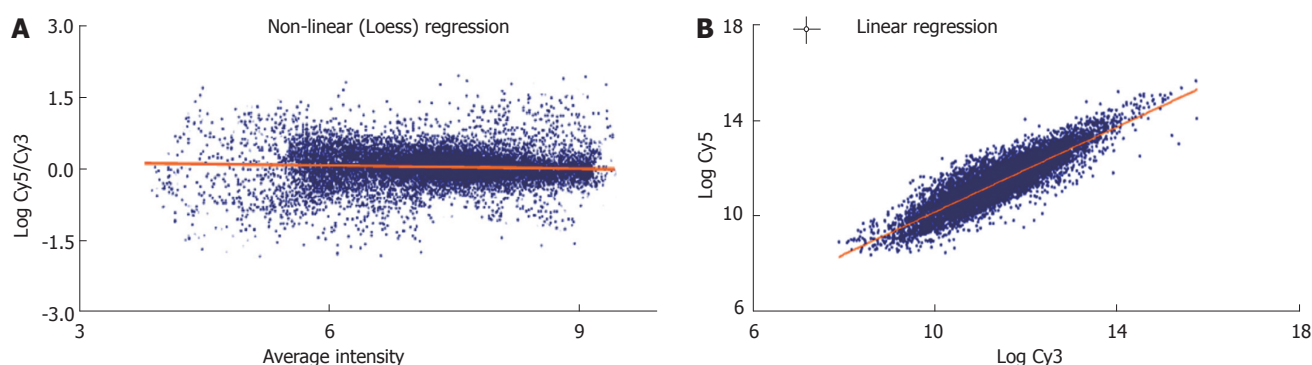 A
Non-linear (Loess) regression
3.0
1.5
0.0
-1.5
-3.0
Log Cy5/Cy3
3
6
9
Average intensity
B
Linear regression
18
14
10
6
Log Cy5
6
10
14
18
Log Cy3